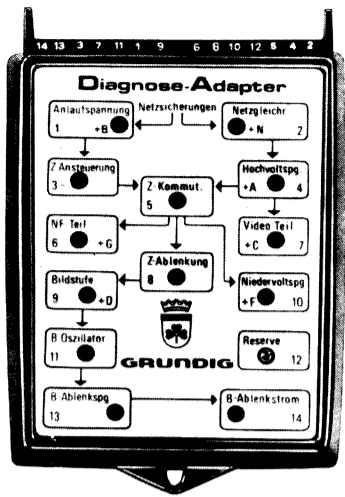 14 13 3 7 11 1 9 6 8 10 12 5 4 2
Diagnose-Adapter
Anlaufspannung
1 +B
Netzsicherungen
Netzgleichr
+N 2
Z Ansteuerung
3 -
Z-Kommut.
5
Hochvoltspg.
+A 4
NF Teil
6 +G
Video Teil
+C 7
Z-Ablenkung
8
Bildstufe
9 +D
Niedervoltspg
+F 10
B Oszillator
11
GRUNDIG
Reserve
12
B-Ablenkspg
13
B-Ablenkstrom
14